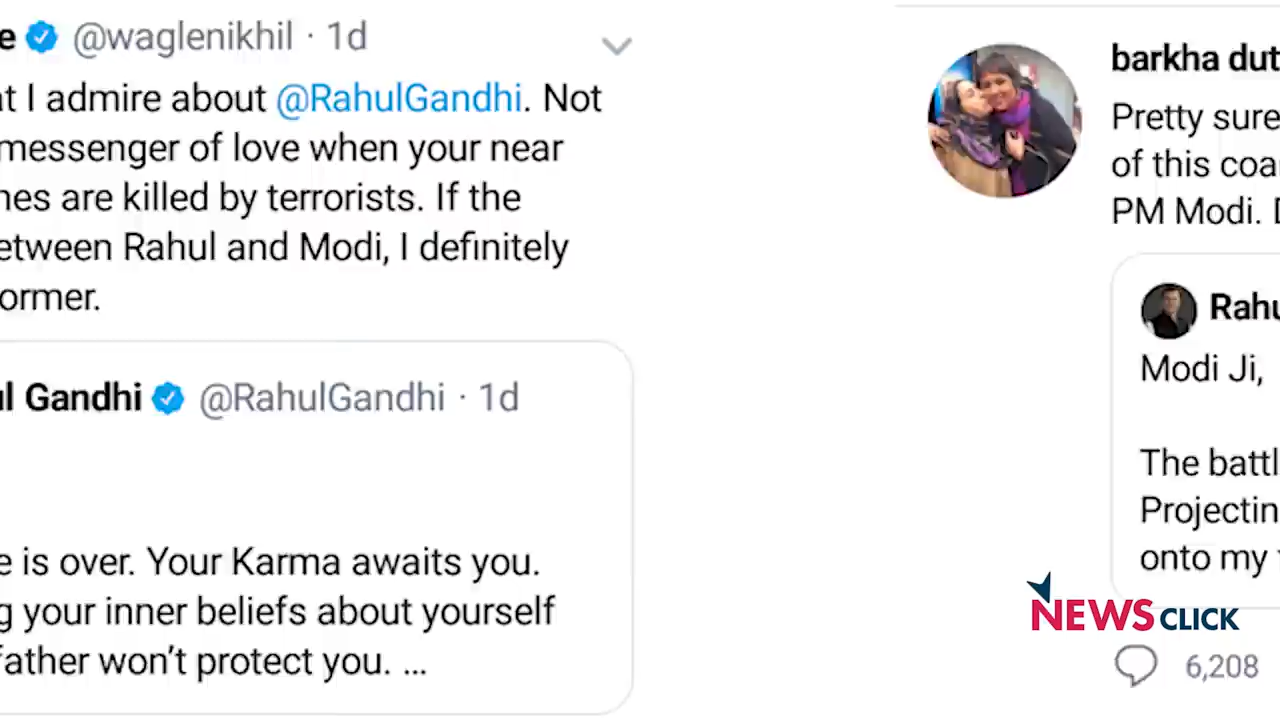 e @waglenikhil · 1d
at I admire about @RahulGandhi. Not
messenger of love when your near
nes are killed by terrorists. If the
etween Rahul and Modi, I definitely
ormer.
ul Gandhi @RahulGandhi · 1d
e is over. Your Karma awaits you.
g your inner beliefs about yourself
father won't protect you. ...
barkha dut
Pretty sure
of this coa
PM Modi. D
Rahu
Modi Ji,
The battl
Projectin
onto my f
NEWS CLICK
6,208